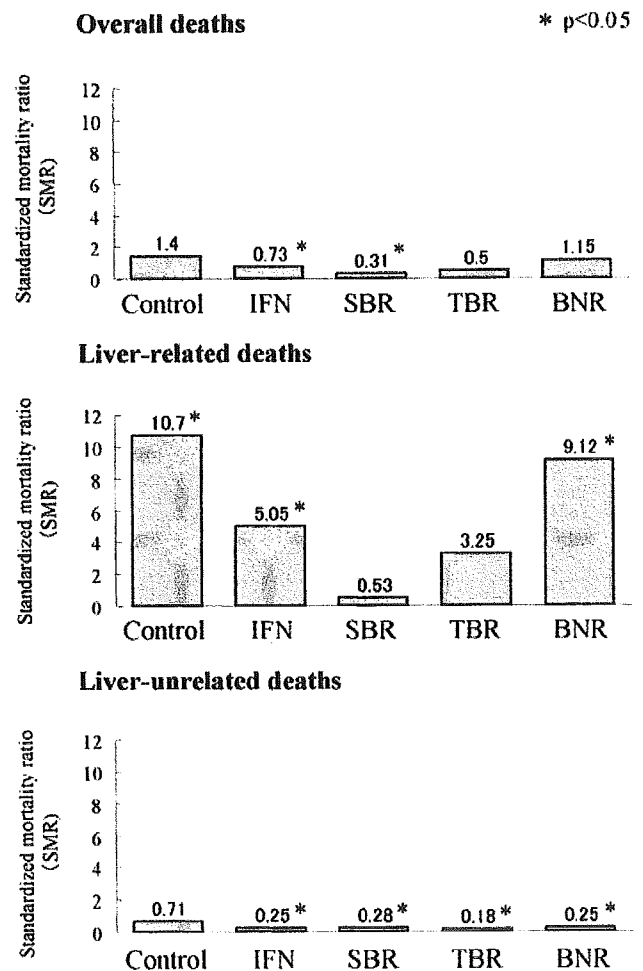 Overall deaths
* p<0.05
Standardized mortality ratio
(SMR)
12
10
8
6
4
2
0
1.4
0.73 *
0.31 *
0.5
1.15
Control IFN SBR TBR BNR
Liver-related deaths
Standardized mortality ratio
(SMR)
12
10
8
6
4
2
0
10.7 *
5.05 *
0.53
3.25
9.12 *
Control IFN SBR TBR BNR
Liver-unrelated deaths
Standardized mortality ratio
(SMR)
12
10
8
6
4
2
0
0.71
0.25 *
0.28 *
0.18 *
0.25 *
Control IFN SBR TBR BNR